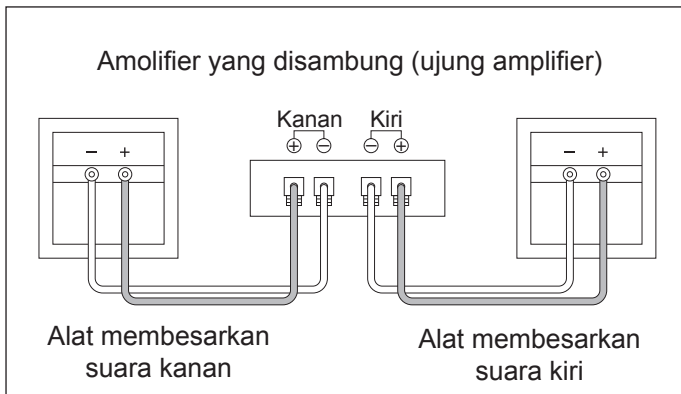 Amolifier yang disambung (ujung amplifier)
Kanan Kiri
+ − − +
− +
− +
Alat membesarkan
suara kanan
Alat membesarkan
suara kiri